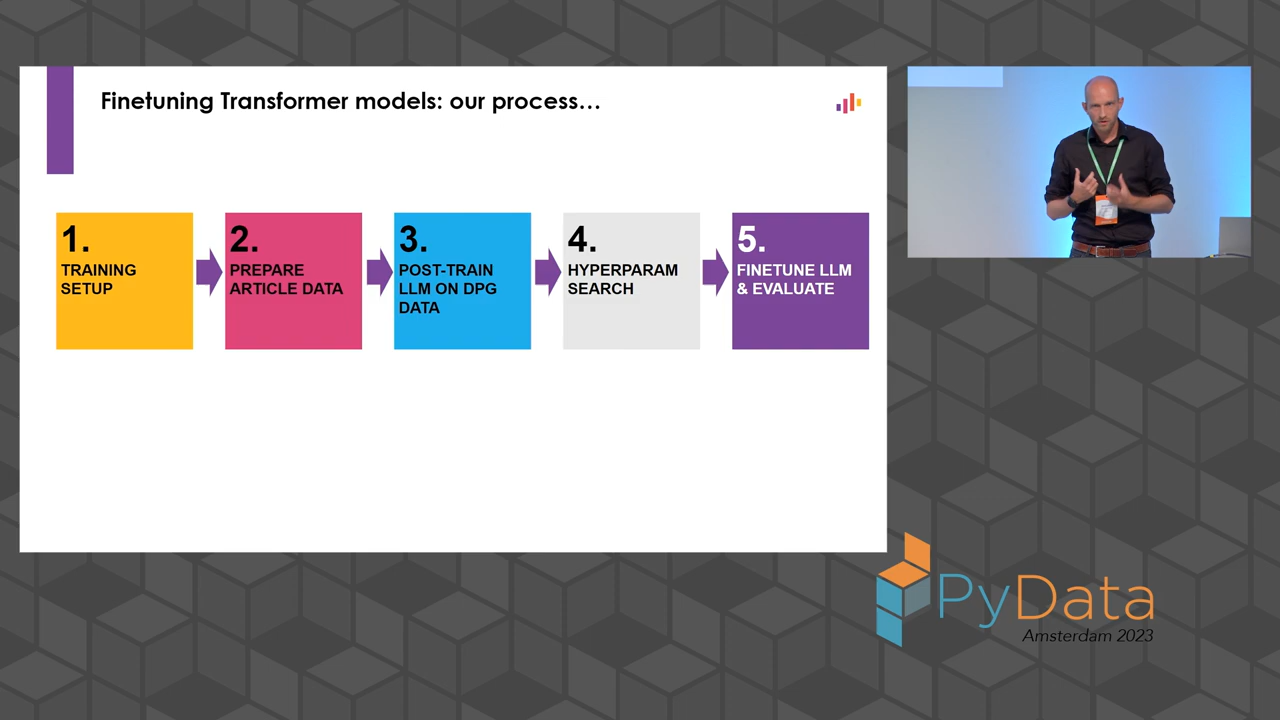 Finetuning Transformer models: our process…
1.
TRAINING
SETUP
2.
PREPARE
ARTICLE DATA
3.
POST-TRAIN
LLM ON DPG
DATA
4.
HYPERPARAM
SEARCH
5.
FINETUNE LLM
& EVALUATE
PyData
Amsterdam 2023